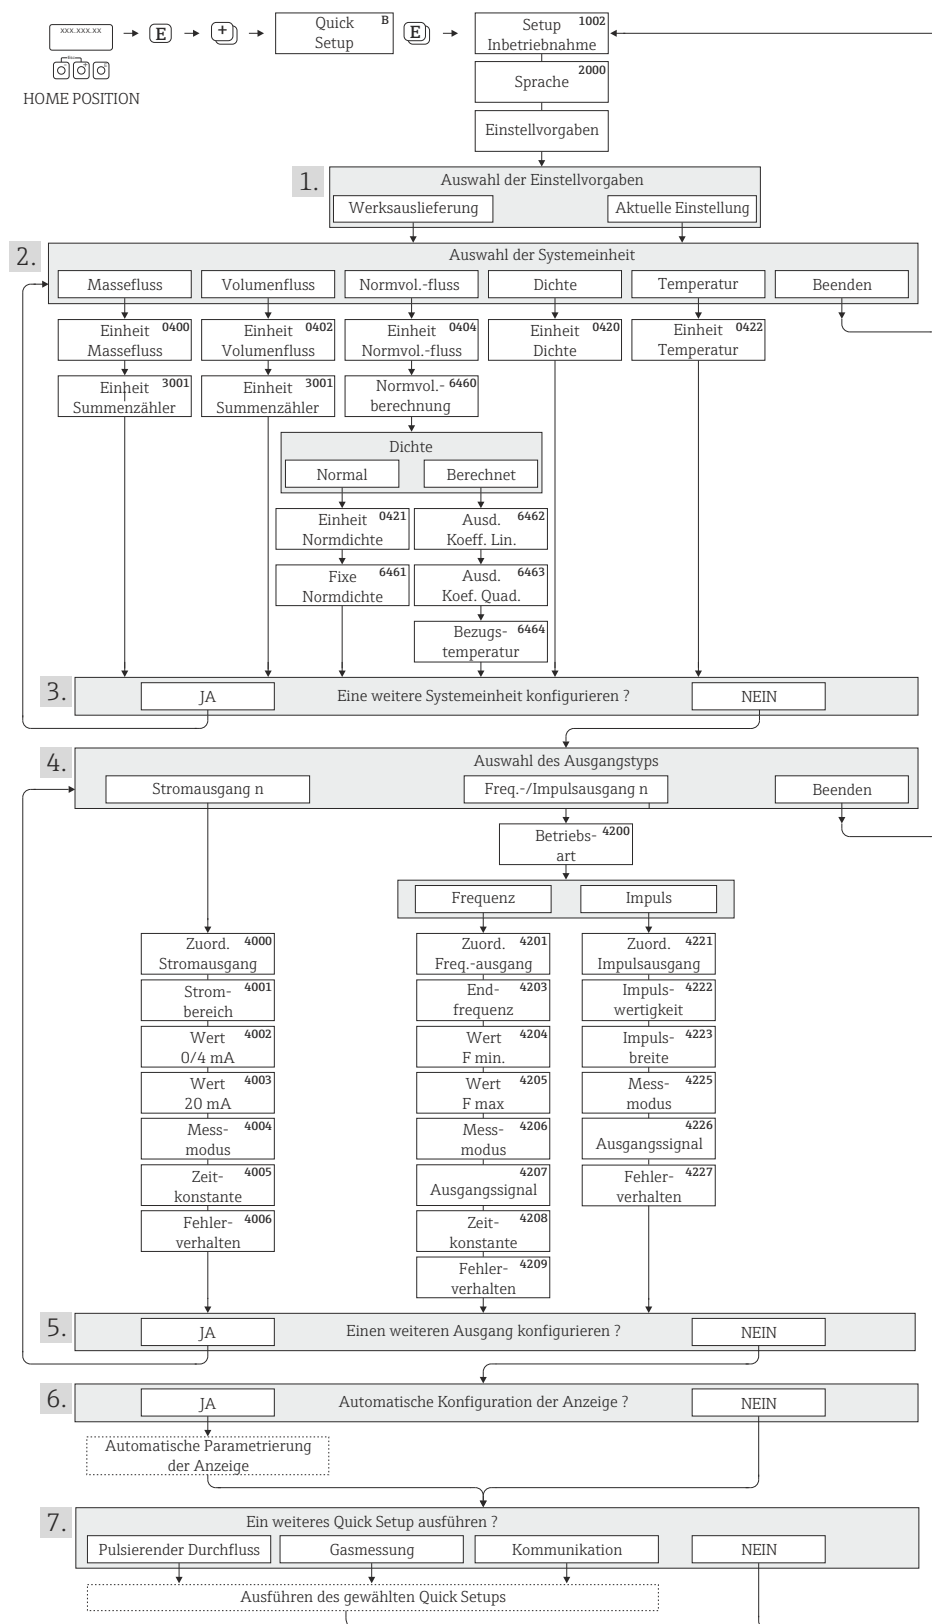 xxx.xxx.xx
E
+
Quick B
Setup
E
Setup 1002
Inbetriebnahme
Esc
E
- +
HOME POSITION
Sprache 2000
Einstellvorgaben
1.
Auswahl der Einstellvorgaben
Werksauslieferung
Aktuelle Einstellung
2.
Auswahl der Systemeinheit
Massefluss
Volumenfluss
Normvol.-fluss
Dichte
Temperatur
Beenden
Einheit 0400
Massefluss
Einheit 0402
Volumenfluss
Einheit 0404
Normvol.-fluss
Einheit 0420
Dichte
Einheit 0422
Temperatur
Einheit 3001
Summenzähler
Einheit 3001
Summenzähler
Normvol.- 6460
berechnung
Dichte
Normal
Berechnet
Einheit 0421
Normdichte
Ausd. 6462
Koeff. Lin.
Fixe 6461
Normdichte
Ausd. 6463
Koef. Quad.
Bezugs- 6464
temperatur
3.
JA
Eine weitere Systemeinheit konfigurieren ?
NEIN
4.
Auswahl des Ausgangstyps
Stromausgang n
Freq.-/Impulsausgang n
Beenden
Betriebs- 4200
art
Frequenz
Impuls
Zuord. 4000
Stromausgang
Strom- 4001
bereich
Wert 4002
0/4 mA
Wert 4003
20 mA
Mess- 4004
modus
Zeit- 4005
konstante
Fehler- 4006
verhalten
Zuord. 4201
Freq.-ausgang
End- 4203
frequenz
Wert 4204
F min.
Wert 4205
F max
Mess- 4206
modus
4207
Ausgangssignal
Zeit- 4208
konstante
Fehler- 4209
verhalten
Zuord. 4221
Impulsausgang
Impuls- 4222
wertigkeit
Impuls- 4223
breite
Mess- 4225
modus
4226
Ausgangssignal
Fehler- 4227
verhalten
5.
JA
Einen weiteren Ausgang konfigurieren ?
NEIN
6.
JA
Automatische Konfiguration der Anzeige ?
NEIN
Automatische Parametrierung
der Anzeige
7.
Ein weiteres Quick Setup ausführen ?
Pulsierender Durchfluss
Gasmessung
Kommunikation
NEIN
Ausführen des gewählten Quick Setups